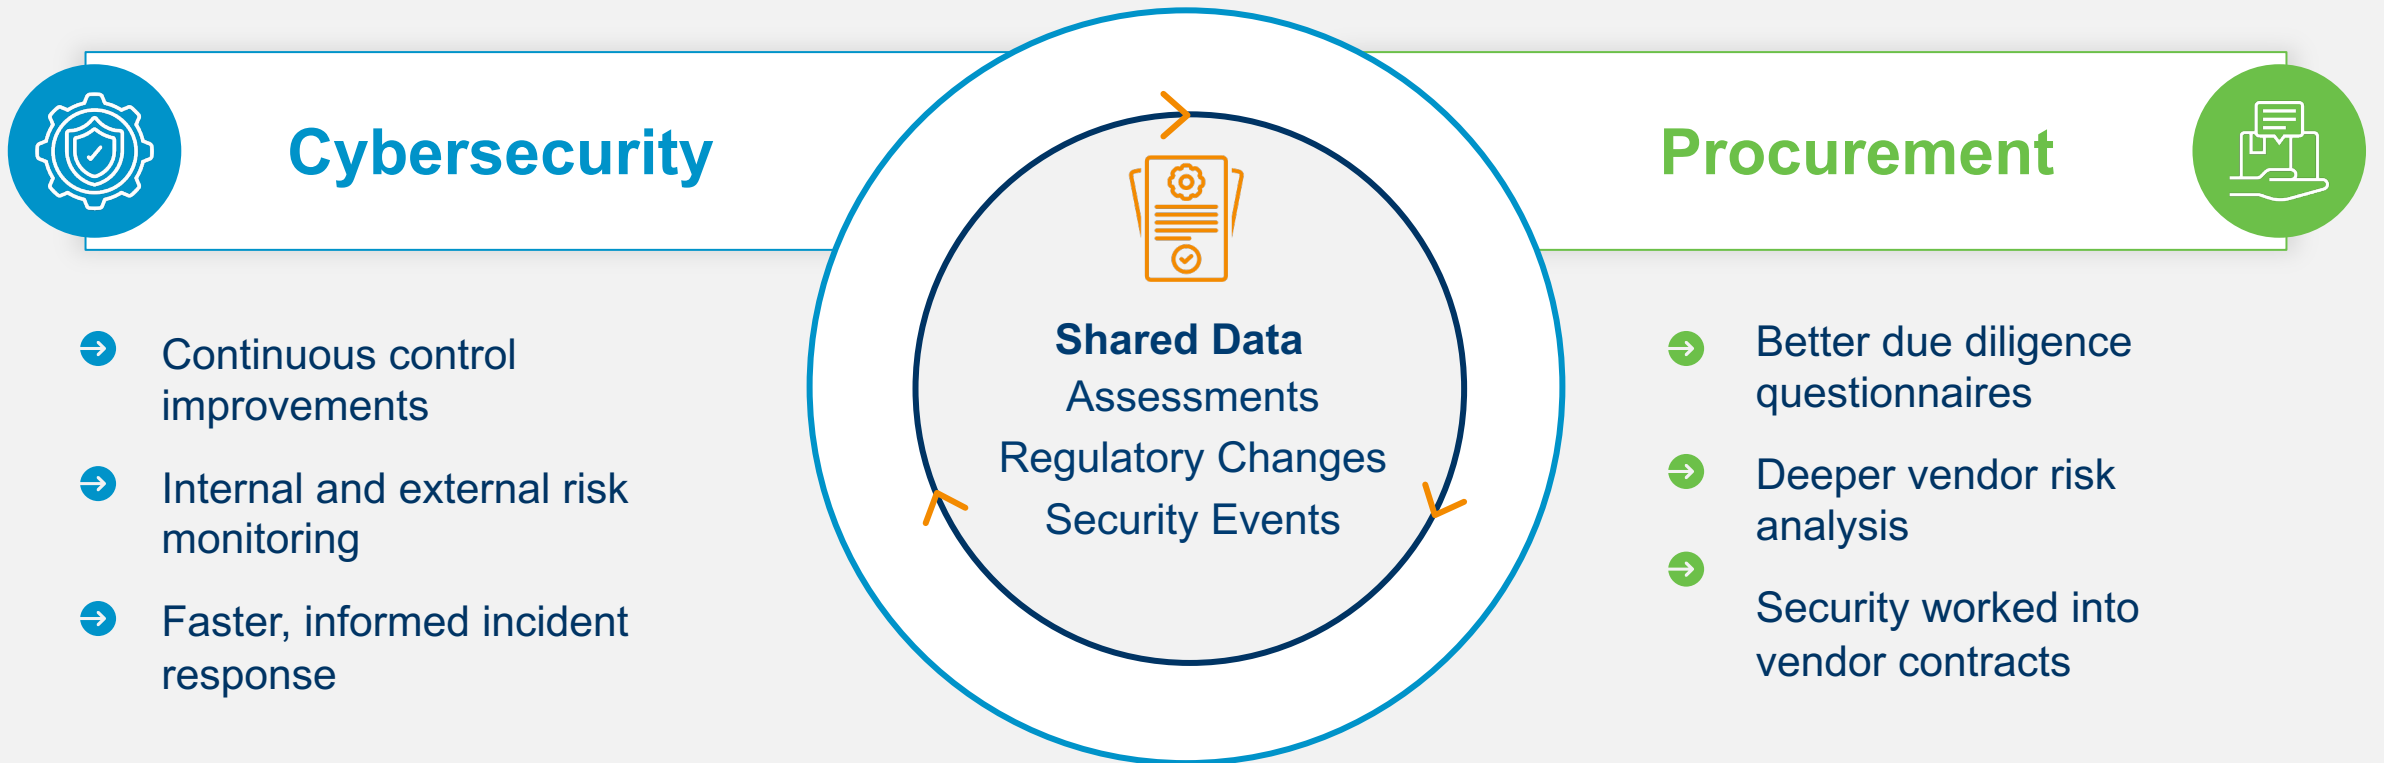 Cybersecurity
Continuous control
improvements
Internal and external risk
monitoring
Faster, informed incident
response
Shared Data
Assessments
Regulatory Changes
Security Events
Procurement
Better due diligence
questionnaires
Deeper vendor risk
analysis
Security worked into
vendor contracts